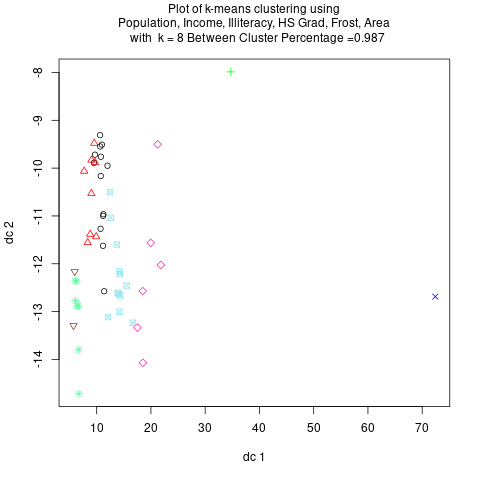 Plot of k-means clustering using
Population, Income, Illiteracy, HS Grad, Frost, Area
with k = 8 Between Cluster Percentage =0.987
-8
-9
-10
-11
-12
-13
-14
dc 2
10
20
30
40
50
60
70
dc 1